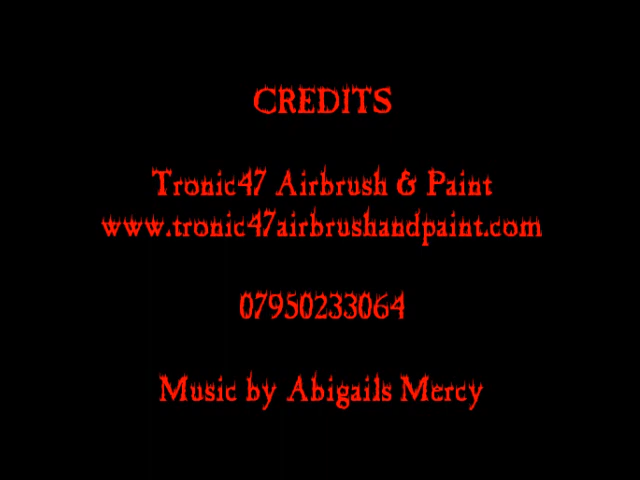 CREDITS
Tronic47 Airbrush & Paint
www.tronic47airbrushandpaint.com
07950233064
Music by Abigails Mercy